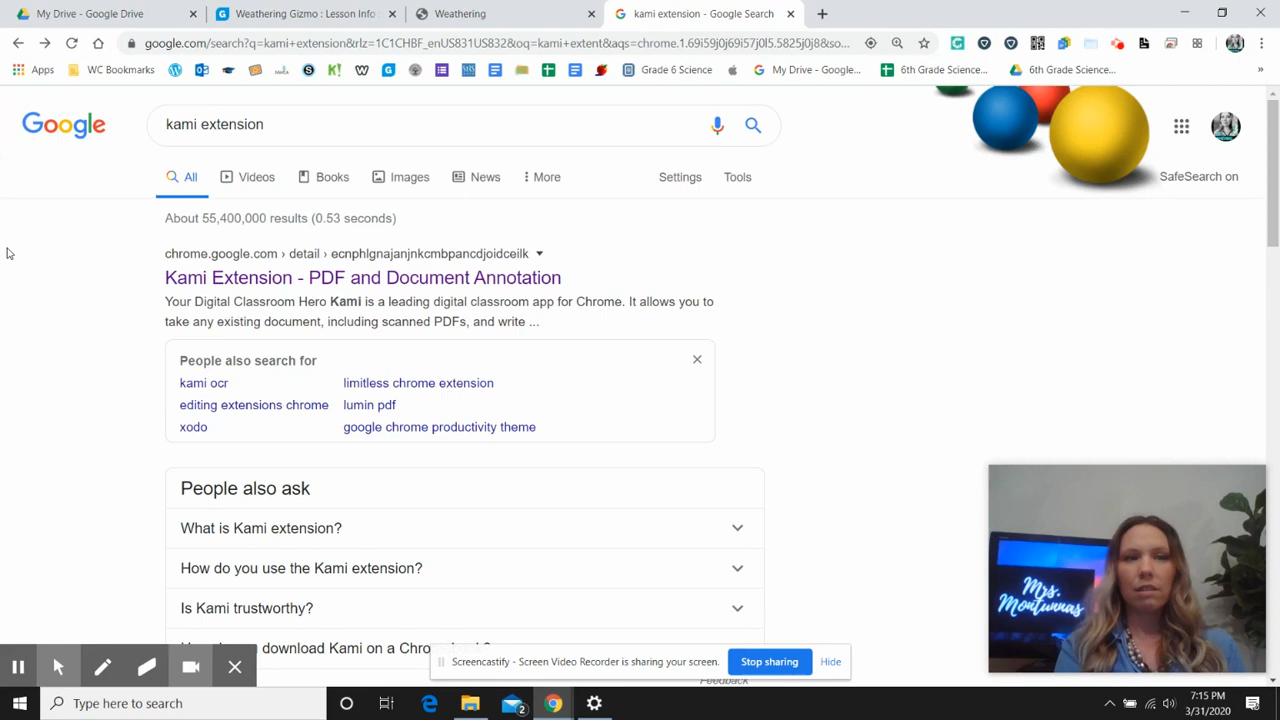 My Drive - Google Drive
Weathering Gizmo : Lesson Info
Weathering
kami extension - Google Search
google.com/search?q=kami+extension&rlz=1C1CHBF_enUS831US832&oq=kami+extent&aqs=chrome.1.69i59j0j69i57j0l5.5825j0j8&so...
Apps
WC Bookmarks
Grade 6 Science
My Drive - Google...
6th Grade Science...
6th Grade Science...
Google
kami extension
All
Videos
Books
Images
News
More
Settings
Tools
SafeSearch on
About 55,400,000 results (0.53 seconds)
chrome.google.com › detail › ecnphlgnajanjnkcmbpancdjoidceilk
Kami Extension - PDF and Document Annotation
Your Digital Classroom Hero Kami is a leading digital classroom app for Chrome. It allows you to
take any existing document, including scanned PDFs, and write ...
People also search for
kami ocr
limitless chrome extension
editing extensions chrome
lumin pdf
xodo
google chrome productivity theme
People also ask
What is Kami extension?
How do you use the Kami extension?
Is Kami trustworthy?
download Kami on a
Mrs.
Montunnas
Screencastify - Screen Video Recorder is sharing your screen.
Stop sharing
Hide
Feedback
Type here to search
2
7:15 PM
3/31/2020